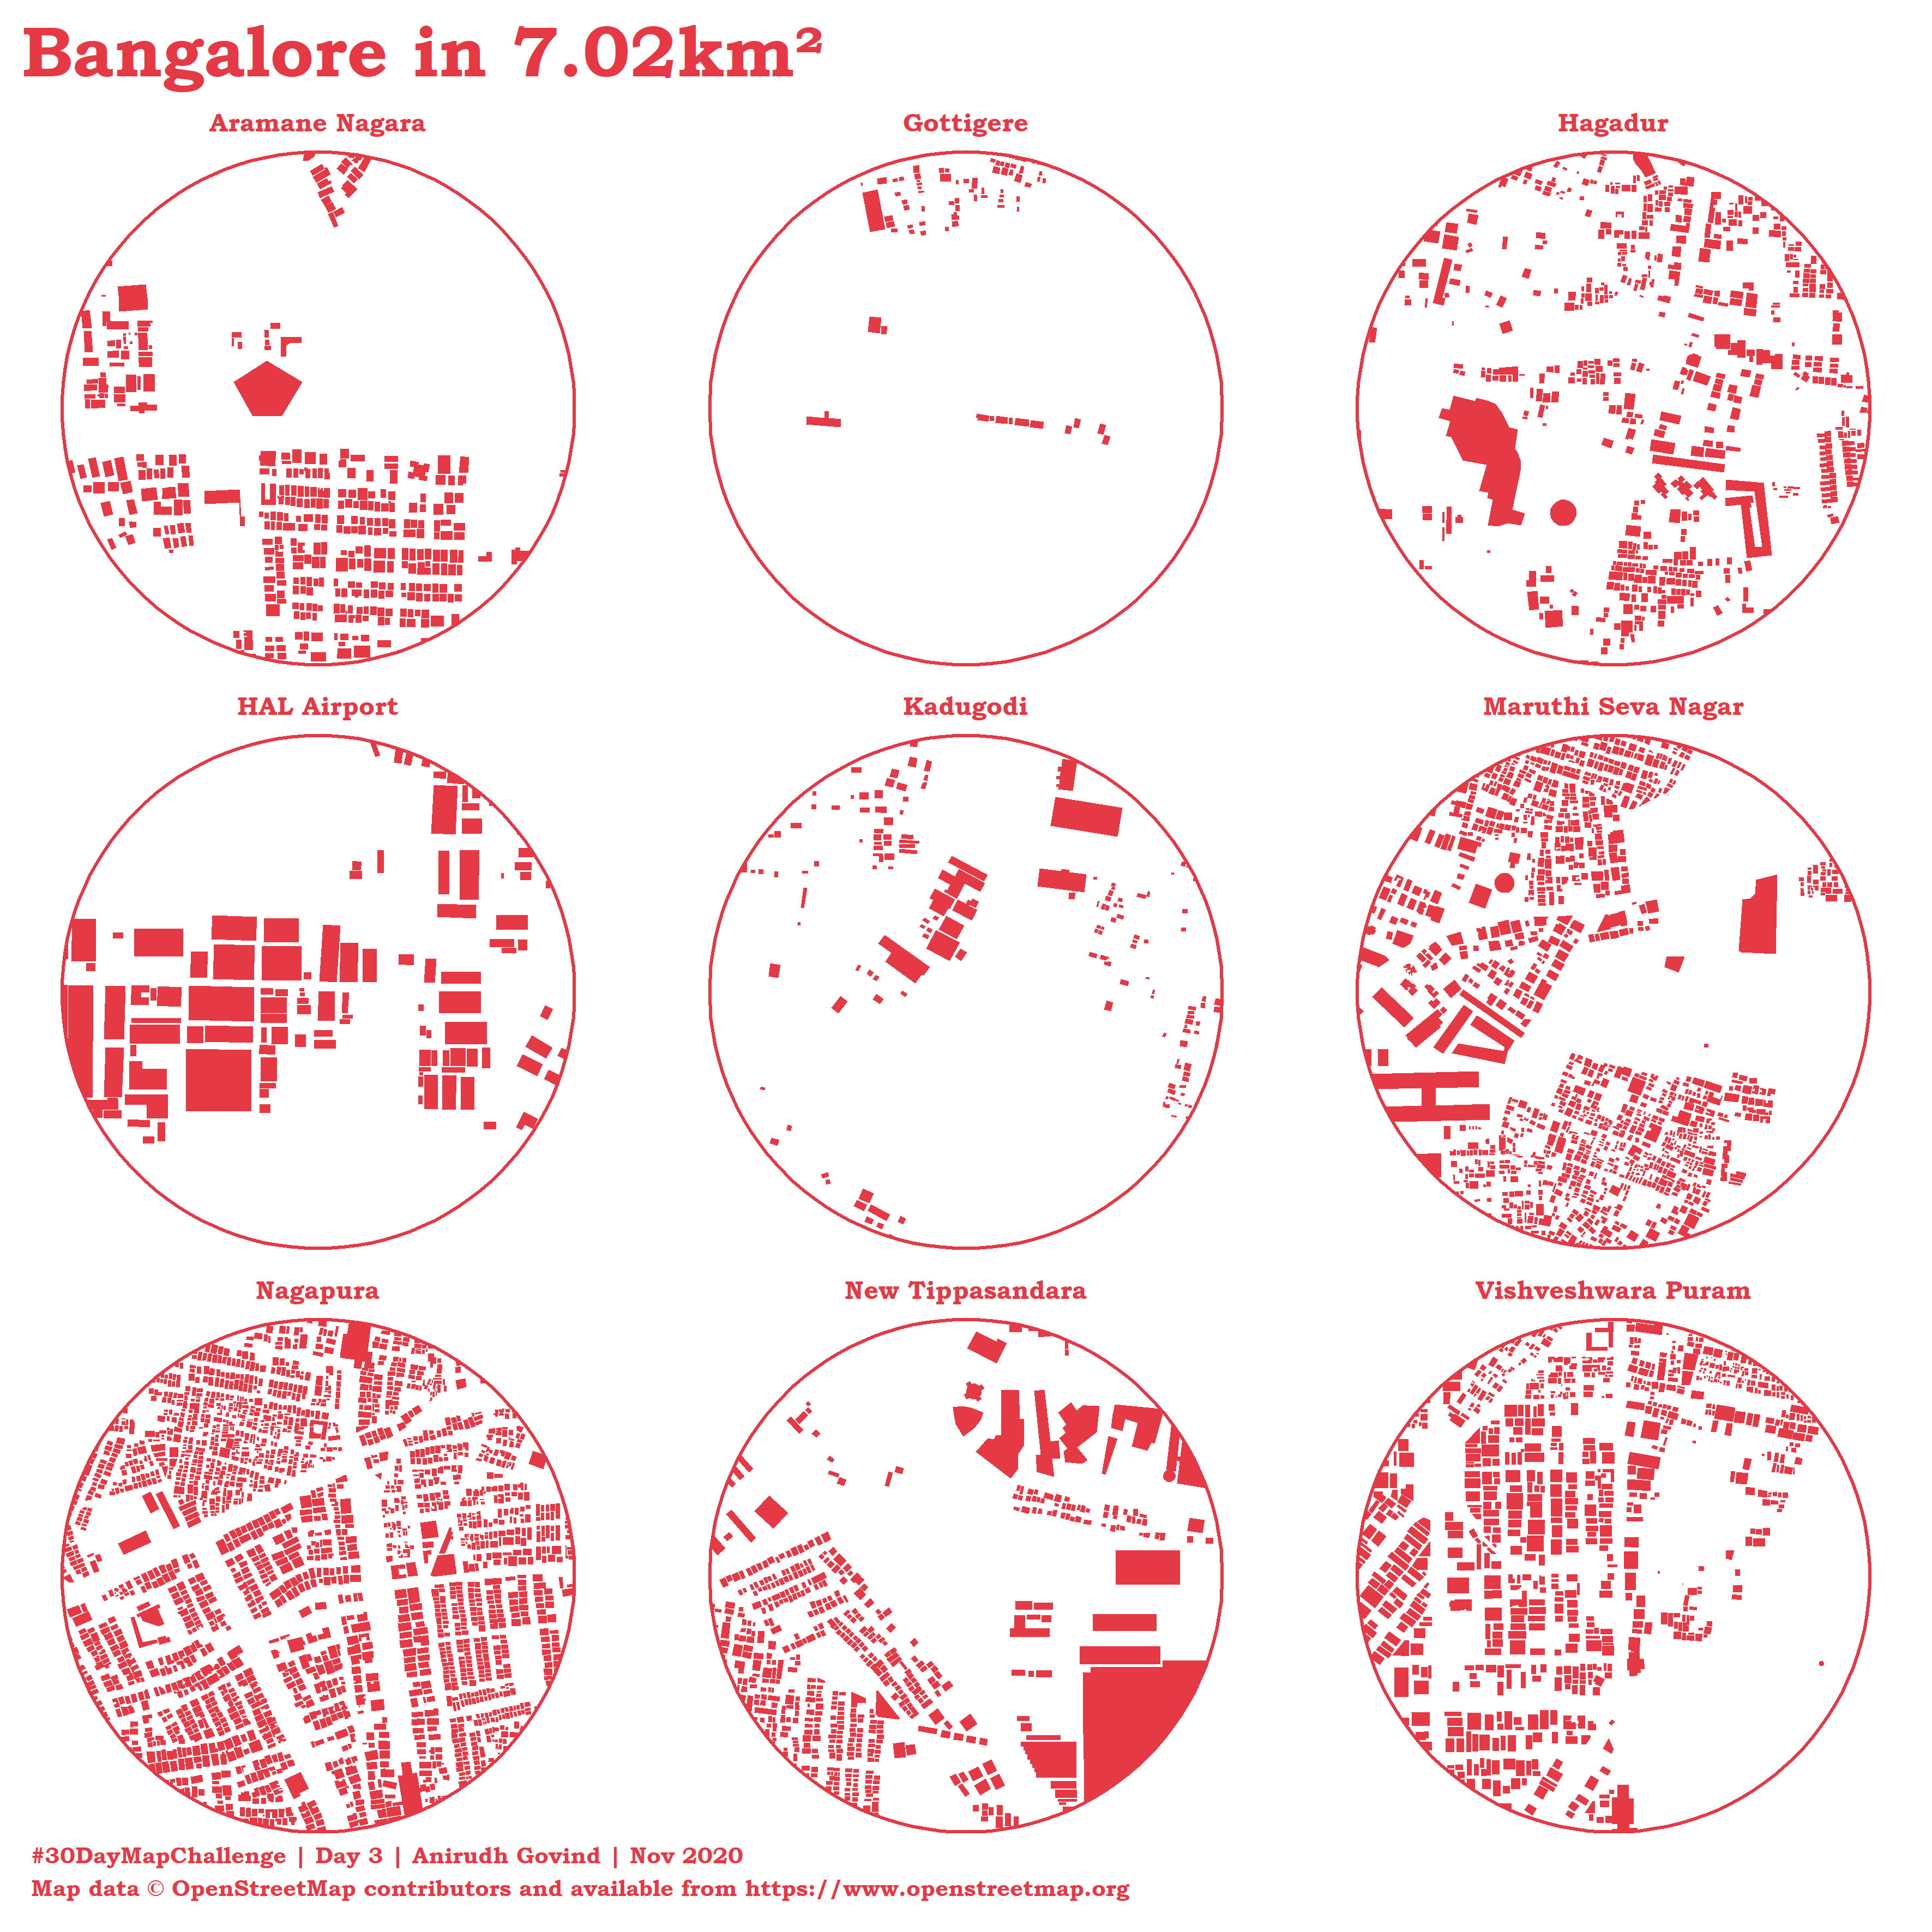 Bangalore in 7.02km²
Aramane Nagara
Gottigere
Hagadur
HAL Airport
Kadugodi
Maruthi Seva Nagar
Nagapura
New Tippasandara
Vishveshwara Puram
#30DayMapChallenge | Day 3 | Anirudh Govind | Nov 2020
Map data © OpenStreetMap contributors and available from https://www.openstreetmap.org